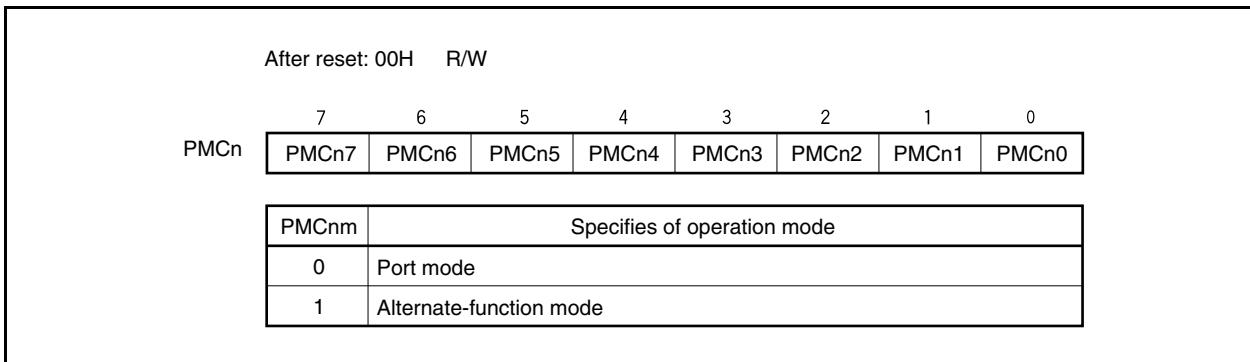 After reset: 00H R/W
7 6 5 4 3 2 1 0
PMCn PMCn7 PMCn6 PMCn5 PMCn4 PMCn3 PMCn2 PMCn1 PMCn0
PMCnm Specifies of operation mode
0 Port mode
1 Alternate-function mode